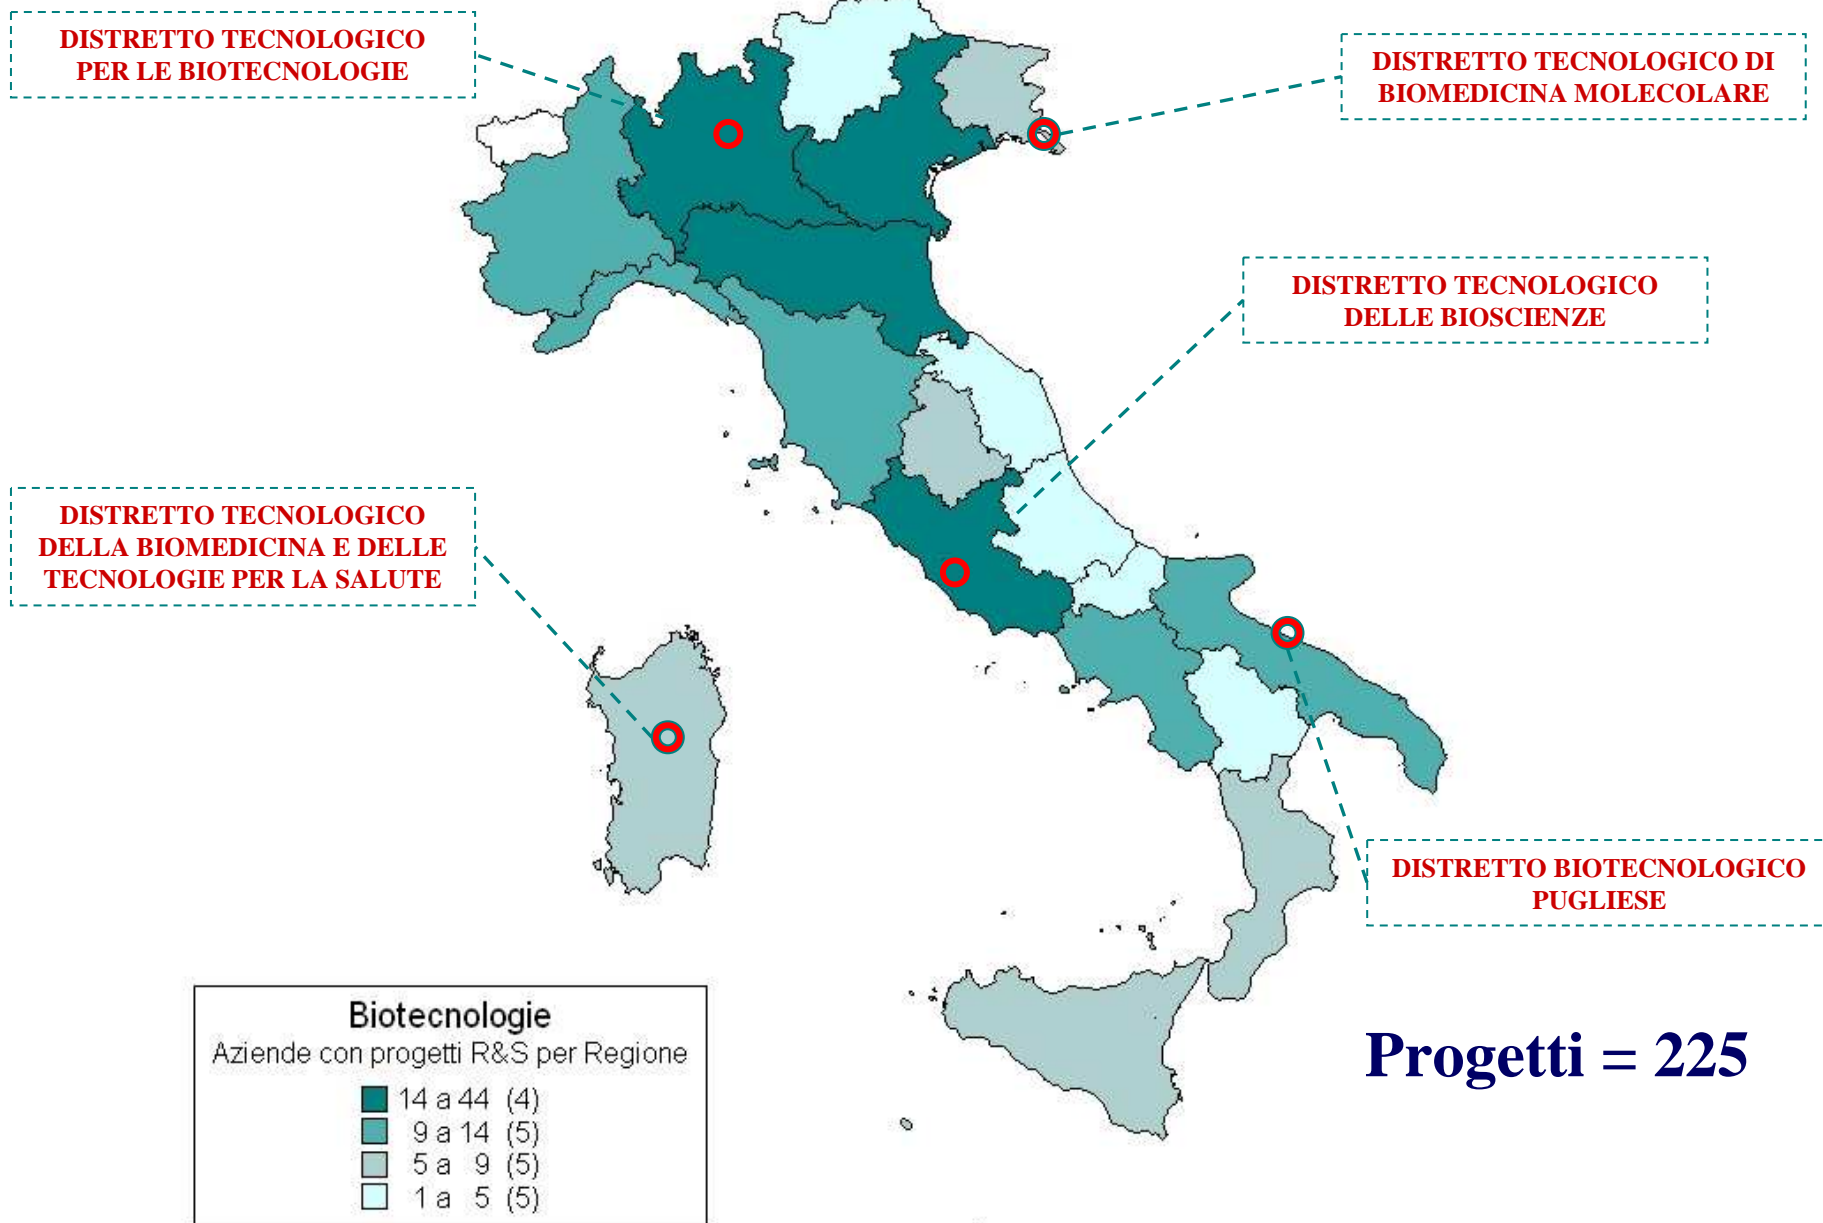 DISTRETTO TECNOLOGICO
PER LE BIOTECNOLOGIE
DISTRETTO TECNOLOGICO DI
BIOMEDICINA MOLECOLARE
DISTRETTO TECNOLOGICO
DELLE BIOSCIENZE
DISTRETTO TECNOLOGICO
DELLA BIOMEDICINA E DELLE
TECNOLOGIE PER LA SALUTE
DISTRETTO BIOTECNOLOGICO
PUGLIESE
Progetti = 225
Biotecnologie
Aziende con progetti R&S per Regione
14 a 44 (4)
9 a 14 (5)
5 a 9 (5)
1 a 5 (5)